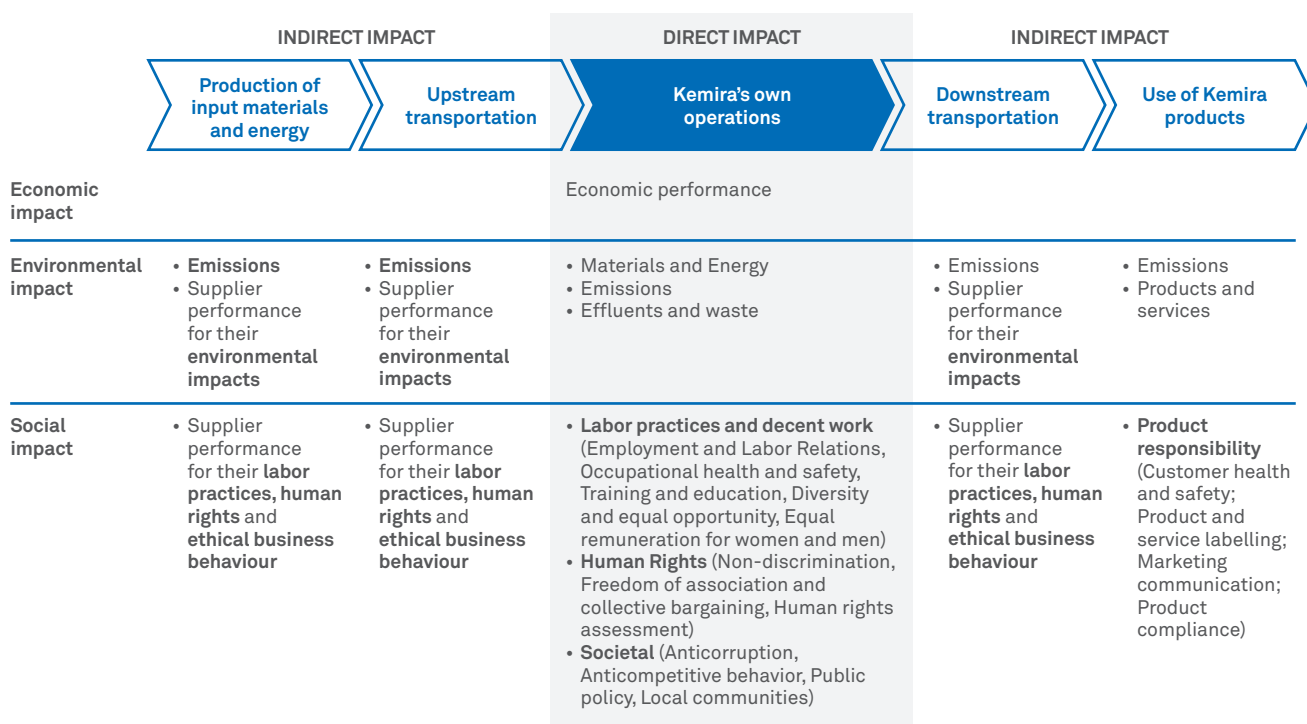 INDIRECT IMPACT
DIRECT IMPACT
INDIRECT IMPACT
Production of
input materials
and energy
Upstream
transportation
Kemira's own
operations
Downstream
transportation
Use of Kemira
products
Economic
impact
Economic performance
Environmental
impact
• Emissions
• Supplier
performance
for their
environmental
impacts
• Emissions
• Supplier
performance
for their
environmental
impacts
• Materials and Energy
• Emissions
• Effluents and waste
• Emissions
• Supplier
performance
for their
environmental
impacts
• Emissions
• Products and
services
Social
impact
• Supplier
performance
for their labor
practices, human
rights and
ethical business
behaviour
• Supplier
performance
for their labor
practices, human
rights and
ethical business
behaviour
• Labor practices and decent work
(Employment and Labor Relations,
Occupational health and safety,
Training and education, Diversity
and equal opportunity, Equal
remuneration for women and men)
• Human Rights (Non-discrimination,
Freedom of association and
collective bargaining, Human rights
assessment)
• Societal (Anticorruption,
Anticompetitive behavior, Public
policy, Local communities)
• Supplier
performance
for their labor
practices, human
rights and
ethical business
behaviour
• Product
responsibility
(Customer health
and safety;
Product and
service labelling;
Marketing
communication;
Product
compliance)